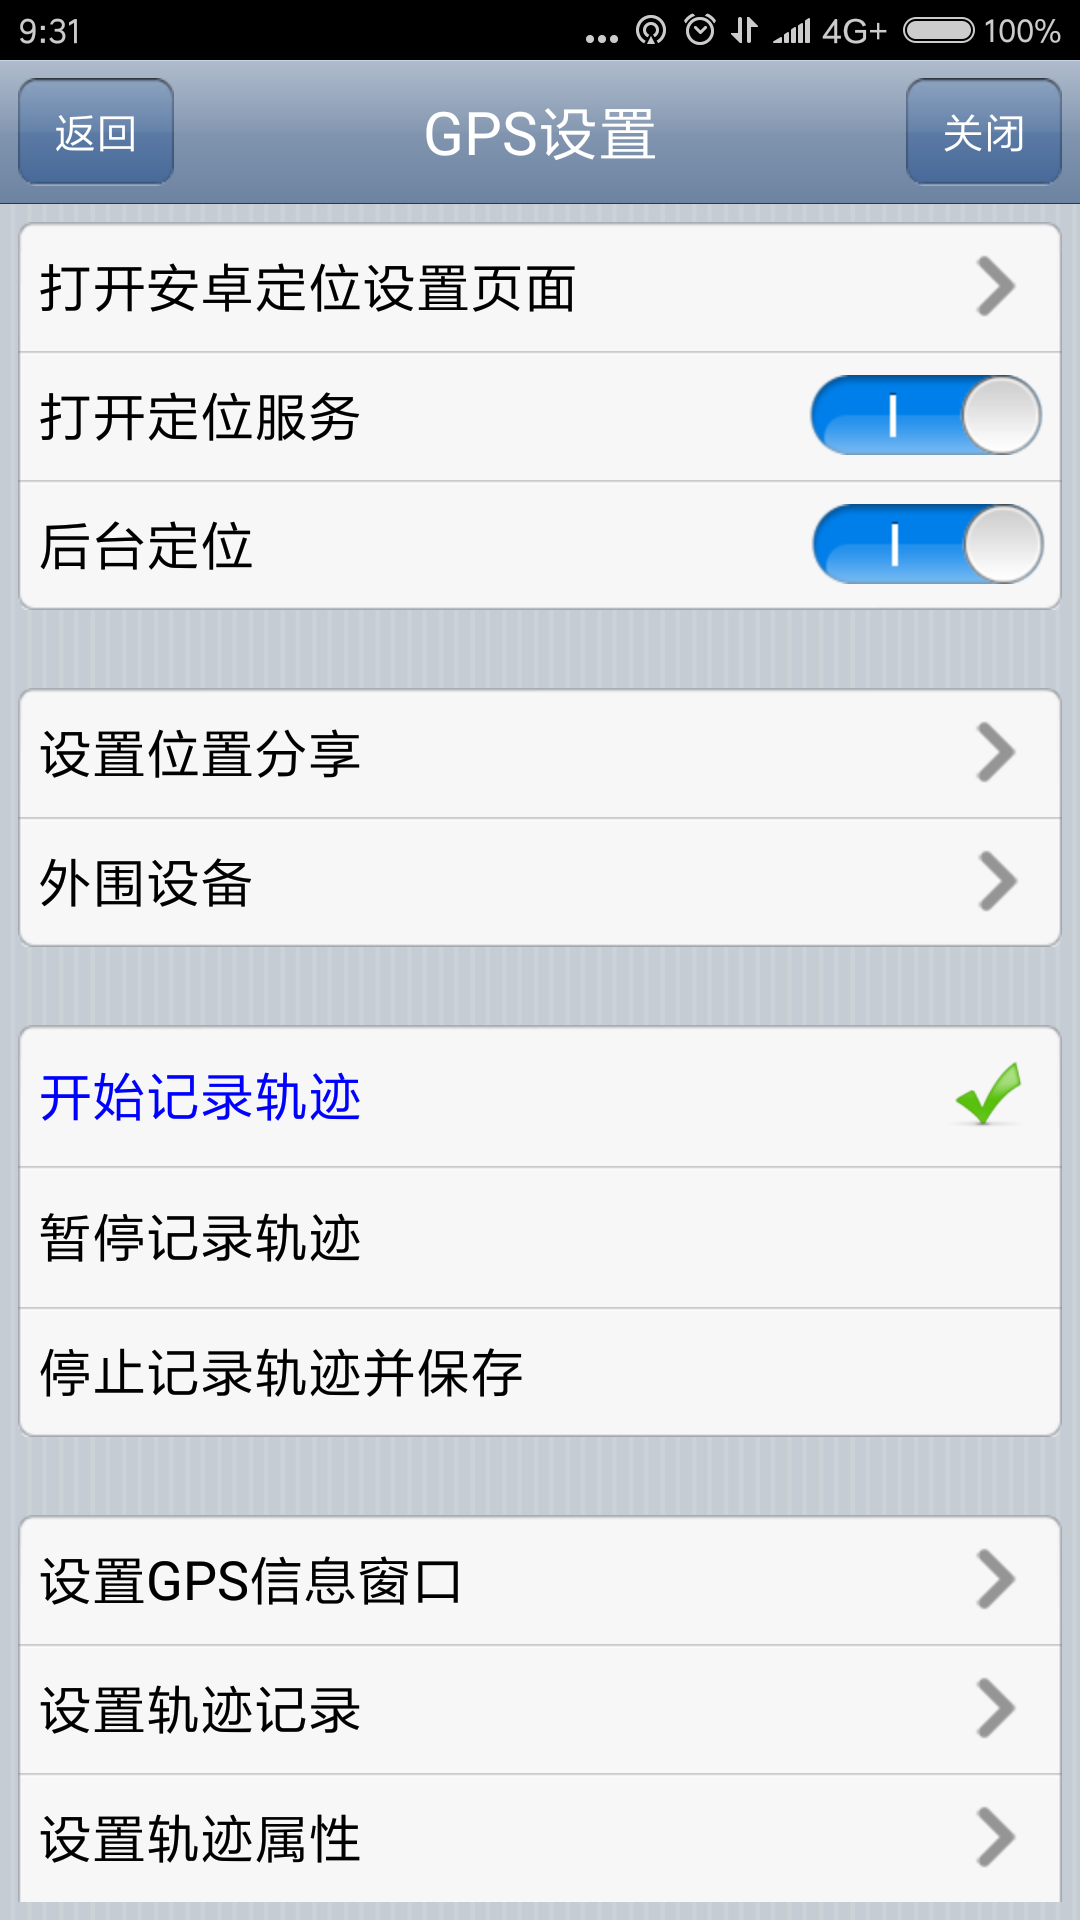 9:31
4G+
100%
返回
GPS设置
关闭
打开安卓定位设置页面
打开定位服务
后台定位
设置位置分享
外围设备
开始记录轨迹
暂停记录轨迹
停止记录轨迹并保存
设置GPS信息窗口
设置轨迹记录
设置轨迹属性